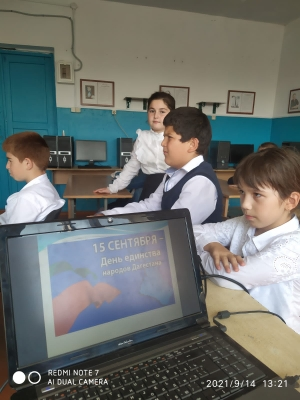 15 СЕНТЯБРЯ -
День единства
народов Дагестана
REDMI NOTE 7
AI DUAL CAMERA
2021/9/14 13:21